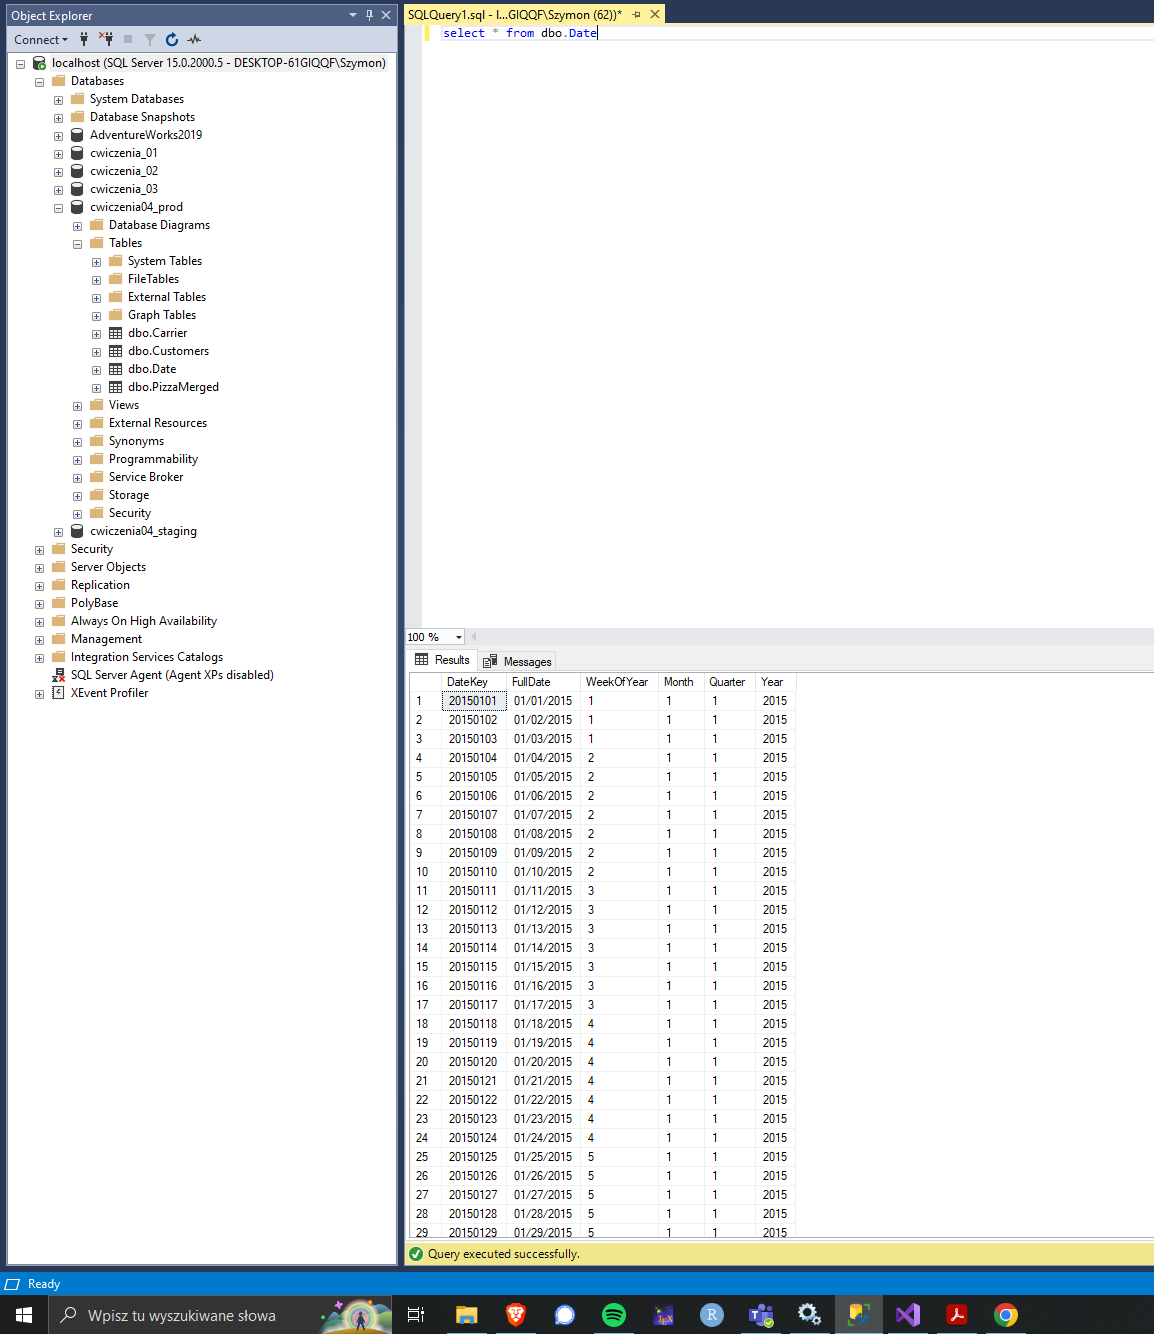 Object Explorer
Connect
localhost (SQL Server 15.0.2000.5 - DESKTOP-61GIQQF\Szymon)
Databases
System Databases
Database Snapshots
AdventureWorks2019
cwiczenia_01
cwiczenia_02
cwiczenia_03
cwiczenia04_prod
Database Diagrams
Tables
System Tables
FileTables
External Tables
Graph Tables
dbo.Carrier
dbo.Customers
dbo.Date
dbo.PizzaMerged
Views
External Resources
Synonyms
Programmability
Service Broker
Storage
Security
cwiczenia04_staging
Security
Server Objects
Replication
PolyBase
Always On High Availability
Management
Integration Services Catalogs
SQL Server Agent (Agent XPs disabled)
XEvent Profiler
SQLQuery1.sql - l...GIQQF\Szymon (62))*
select * from dbo.Date
100 %
Results Messages
DateKey FullDate WeekOfYear Month Quarter Year
1 20150101 01/01/2015 1 1 1 2015
2 20150102 01/02/2015 1 1 1 2015
3 20150103 01/03/2015 1 1 1 2015
4 20150104 01/04/2015 2 1 1 2015
5 20150105 01/05/2015 2 1 1 2015
6 20150106 01/06/2015 2 1 1 2015
7 20150107 01/07/2015 2 1 1 2015
8 20150108 01/08/2015 2 1 1 2015
9 20150109 01/09/2015 2 1 1 2015
10 20150110 01/10/2015 2 1 1 2015
11 20150111 01/11/2015 3 1 1 2015
12 20150112 01/12/2015 3 1 1 2015
13 20150113 01/13/2015 3 1 1 2015
14 20150114 01/14/2015 3 1 1 2015
15 20150115 01/15/2015 3 1 1 2015
16 20150116 01/16/2015 3 1 1 2015
17 20150117 01/17/2015 3 1 1 2015
18 20150118 01/18/2015 4 1 1 2015
19 20150119 01/19/2015 4 1 1 2015
20 20150120 01/20/2015 4 1 1 2015
21 20150121 01/21/2015 4 1 1 2015
22 20150122 01/22/2015 4 1 1 2015
23 20150123 01/23/2015 4 1 1 2015
24 20150124 01/24/2015 4 1 1 2015
25 20150125 01/25/2015 5 1 1 2015
26 20150126 01/26/2015 5 1 1 2015
27 20150127 01/27/2015 5 1 1 2015
28 20150128 01/28/2015 5 1 1 2015
29 20150129 01/29/2015 5 1 1 2015
Query executed successfully.
Ready
Wpisz tu wyszukiwane słowa